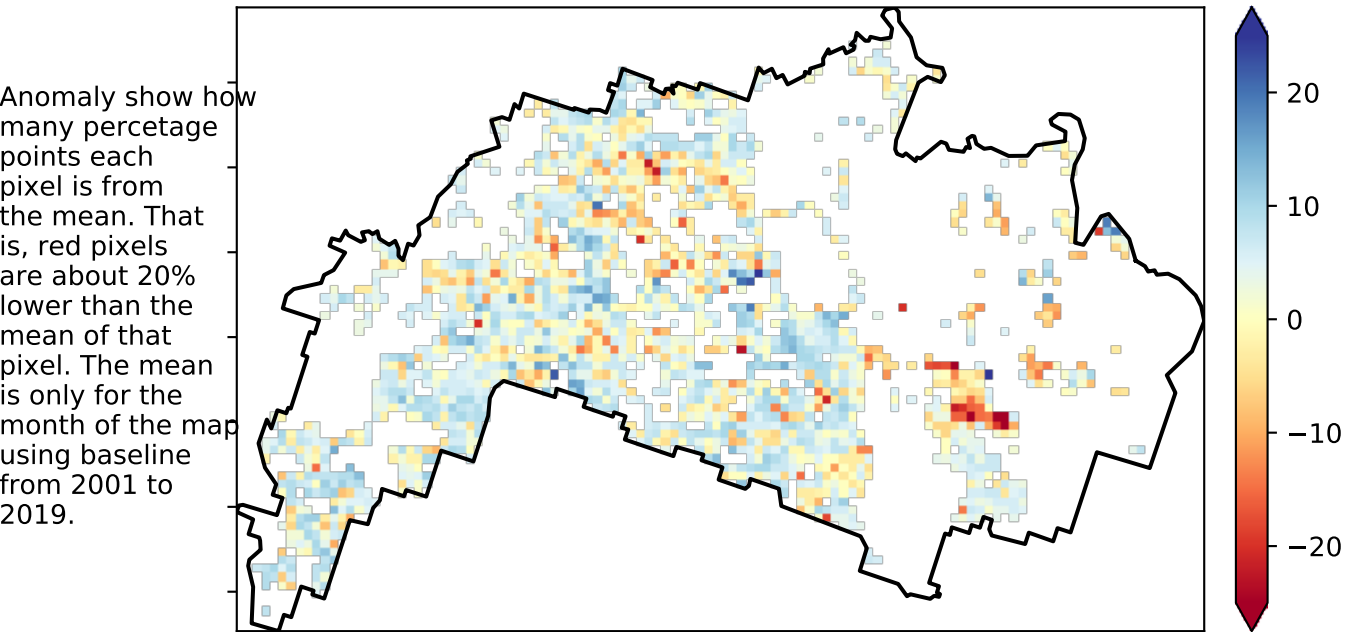 Anomaly show how
many percetage
points each
pixel is from
the mean. That
is, red pixels
are about 20%
lower than the
mean of that
pixel. The mean
is only for the
month of the map
using baseline
from 2001 to
2019.
20
10
0
−10
−20